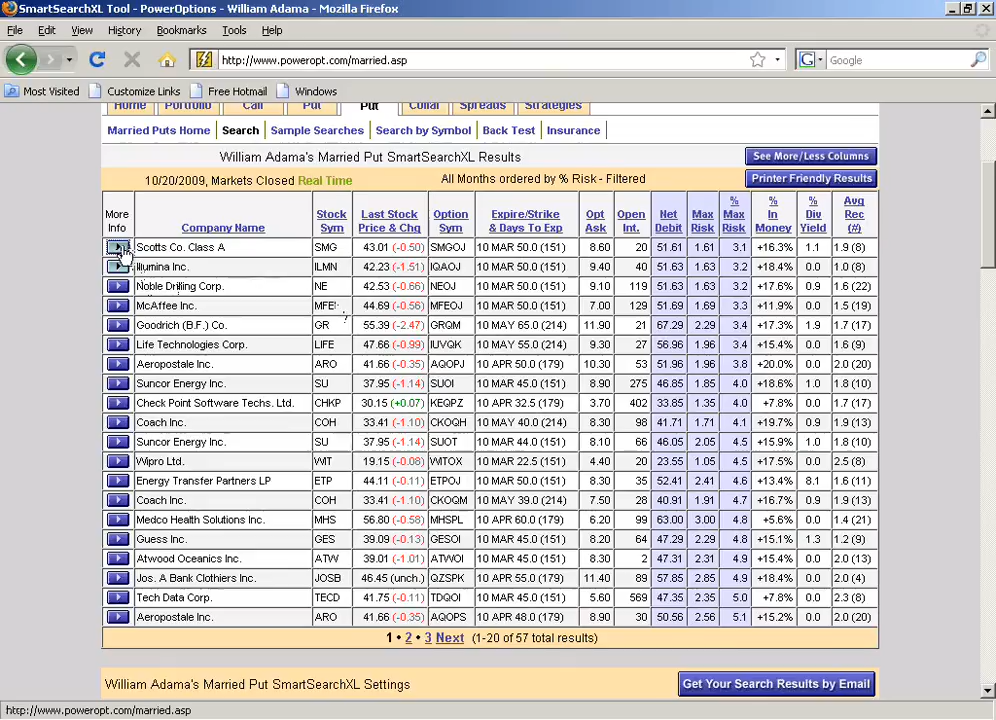 SmartSearchXL Tool - PowerOptions - William Adama - Mozilla Firefox
File Edit View History Bookmarks Tools Help
http://www.poweropt.com/married.asp
Google
Most Visited Customize Links Free Hotmail Windows
Home Portfolio Call Put Put Collar Spreads Strategies
Married Puts Home Search Sample Searches Search by Symbol Back Test Insurance
William Adama's Married Put SmartSearchXL Results See More/Less Columns
10/20/2009, Markets Closed Real Time All Months ordered by % Risk - Filtered Printer Friendly Results
More Info Company Name Stock Sym Last Stock Price & Chg Option Sym Expire/Strike & Days To Exp Opt Ask Open Int. Net Debit Max Risk % Max Risk % In Money % Div Yield Avg Rec (#)
Scotts Co. Class A SMG 43.01 (-0.50) SMGOJ 10 MAR 50.0 (151) 8.60 20 51.61 1.61 3.1 +16.3% 1.1 1.9 (8)
Illumina Inc. ILMN 42.23 (-1.51) IQAOJ 10 MAR 50.0 (151) 9.40 40 51.63 1.63 3.2 +18.4% 0.0 1.0 (8)
Noble Drilling Corp. NE 42.53 (-0.66) NEOJ 10 MAR 50.0 (151) 9.10 119 51.63 1.63 3.2 +17.6% 0.9 1.6 (22)
McAffee Inc. MFE 44.69 (-0.56) MFEOJ 10 MAR 50.0 (151) 7.00 129 51.69 1.69 3.3 +11.9% 0.0 1.5 (19)
Goodrich (B.F.) Co. GR 55.39 (-2.47) GRQM 10 MAY 65.0 (214) 11.90 21 67.29 2.29 3.4 +17.3% 1.9 1.7 (17)
Life Technologies Corp. LIFE 47.66 (-0.99) IUVQK 10 MAY 55.0 (214) 9.30 27 56.96 1.96 3.4 +15.4% 0.0 1.6 (9)
Aeropostale Inc. ARO 41.66 (-0.35) AQOPJ 10 APR 50.0 (179) 10.30 53 51.96 1.96 3.8 +20.0% 0.0 2.0 (20)
Suncor Energy Inc. SU 37.95 (-1.14) SUOI 10 MAR 45.0 (151) 8.90 275 46.85 1.85 4.0 +18.6% 1.0 1.8 (10)
Check Point Software Techs. Ltd. CHKP 30.15 (+0.07) KEQPZ 10 APR 32.5 (179) 3.70 402 33.85 1.35 4.0 +7.8% 0.0 1.7 (17)
Coach Inc. COH 33.41 (-1.10) CKOQH 10 MAY 40.0 (214) 8.30 98 41.71 1.71 4.1 +19.7% 0.9 1.9 (13)
Suncor Energy Inc. SU 37.95 (-1.14) SUOT 10 MAR 44.0 (151) 8.10 66 46.05 2.05 4.5 +15.9% 1.0 1.8 (10)
Wipro Ltd. WIT 19.15 (-0.08) WITOX 10 MAR 22.5 (151) 4.40 20 23.55 1.05 4.5 +17.5% 0.0 2.5 (8)
Energy Transfer Partners LP ETP 44.11 (-0.11) ETPOJ 10 MAR 50.0 (151) 8.30 35 52.41 2.41 4.6 +13.4% 8.1 1.6 (11)
Coach Inc. COH 33.41 (-1.10) CKOQM 10 MAY 39.0 (214) 7.50 28 40.91 1.91 4.7 +16.7% 0.9 1.9 (13)
Medco Health Solutions Inc. MHS 56.80 (-0.58) MHSPL 10 APR 60.0 (179) 6.20 99 63.00 3.00 4.8 +5.6% 0.0 1.4 (21)
Guess Inc. GES 39.09 (-0.13) GESOI 10 MAR 45.0 (151) 8.20 64 47.29 2.29 4.8 +15.1% 1.3 1.2 (9)
Atwood Oceanics Inc. ATW 39.01 (-1.01) ATWOI 10 MAR 45.0 (151) 8.30 2 47.31 2.31 4.9 +15.4% 0.0 2.0 (13)
Jos. A Bank Clothiers Inc. JOSB 46.45 (unch.) QZSPK 10 APR 55.0 (179) 11.40 89 57.85 2.85 4.9 +18.4% 0.0 2.0 (4)
Tech Data Corp. TECD 41.75 (-0.11) TDQOI 10 MAR 45.0 (151) 5.60 569 47.35 2.35 5.0 +7.8% 0.0 2.3 (8)
Aeropostale Inc. ARO 41.66 (-0.35) AQOPS 10 APR 48.0 (179) 8.90 30 50.56 2.56 5.1 +15.2% 0.0 2.0 (20)
1 • 2 • 3 Next (1-20 of 57 total results)
William Adama's Married Put SmartSearchXL Settings Get Your Search Results by Email
http://www.poweropt.com/married.asp